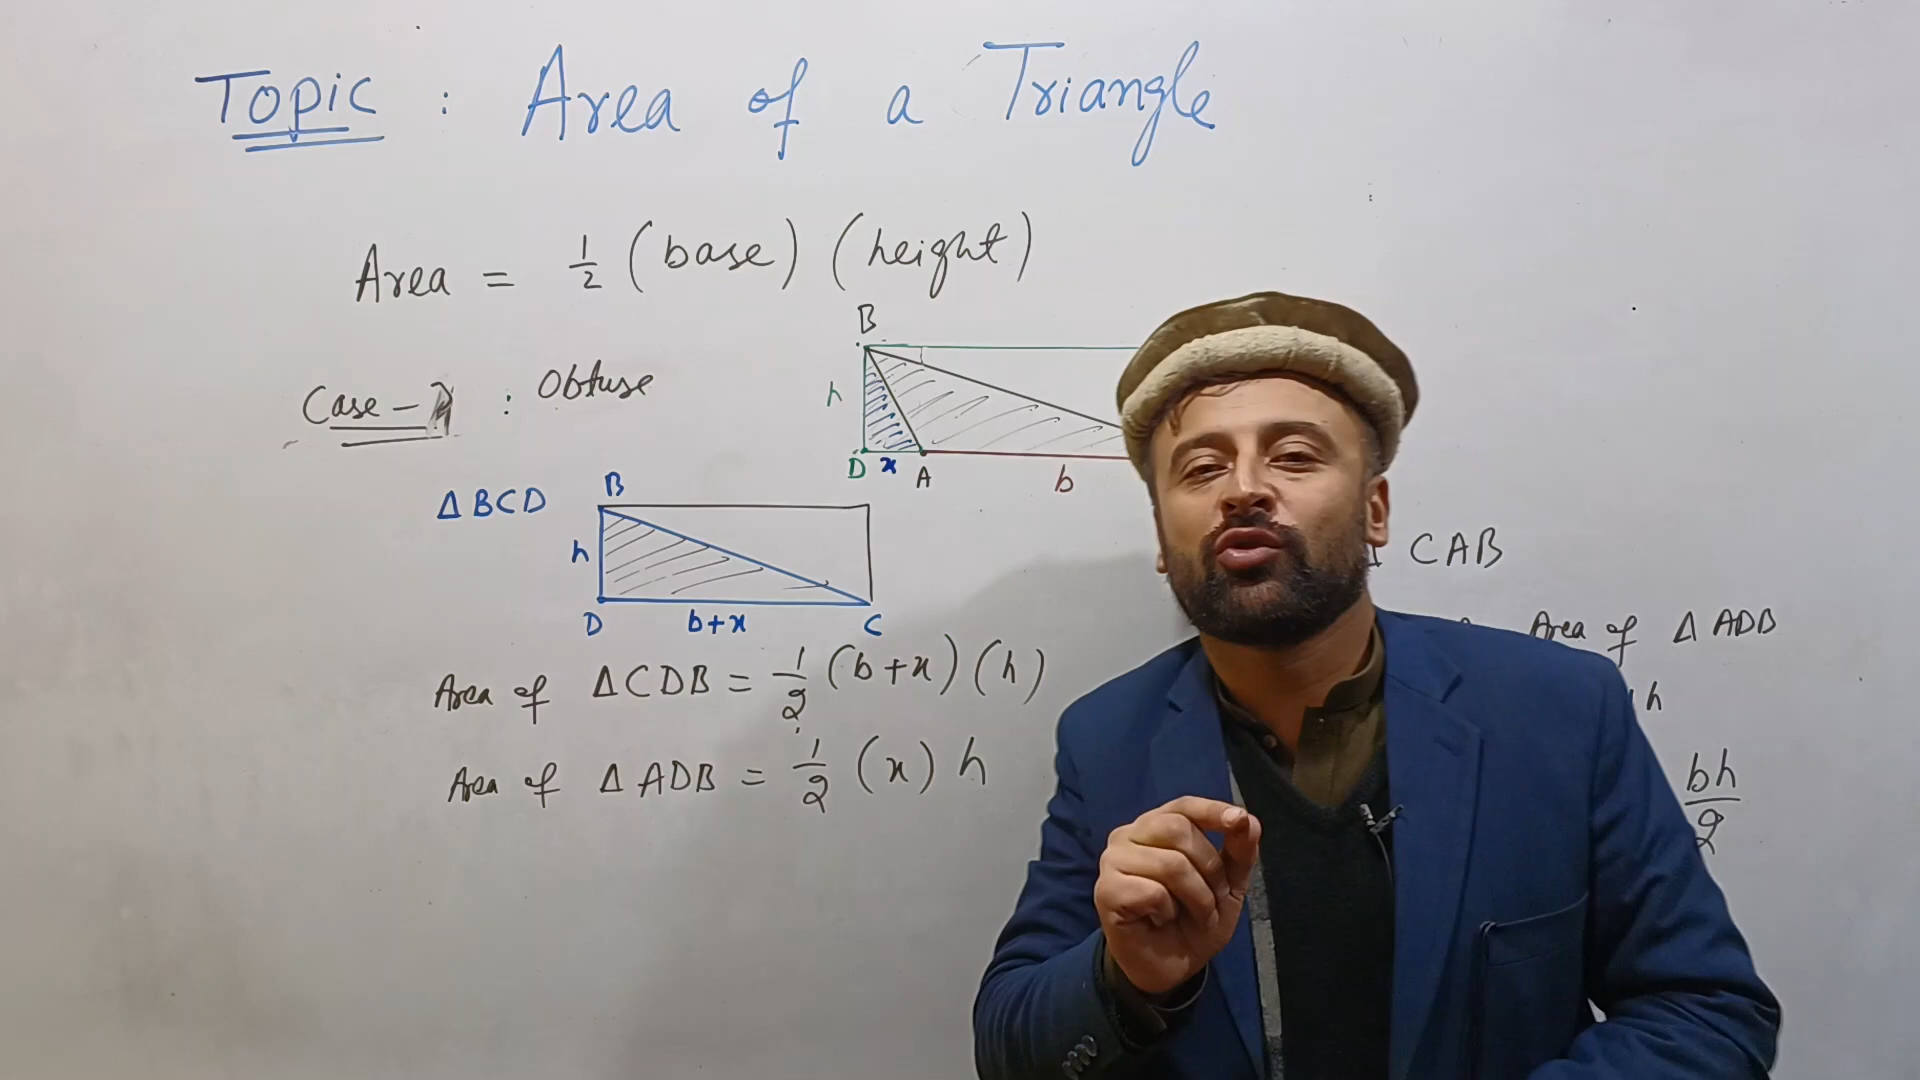 Topic : Area of a Triangle
Area = 1/2 (base) (height)
B
Case - : Obtuse
h
D x A b
Δ BCD
B
h
D b+x C
CAB
Area of Δ CDB = 1/2 (b+x) (h)
Area of Δ ADB
h
Area of Δ ADB = 1/2 (x) h
bh/2